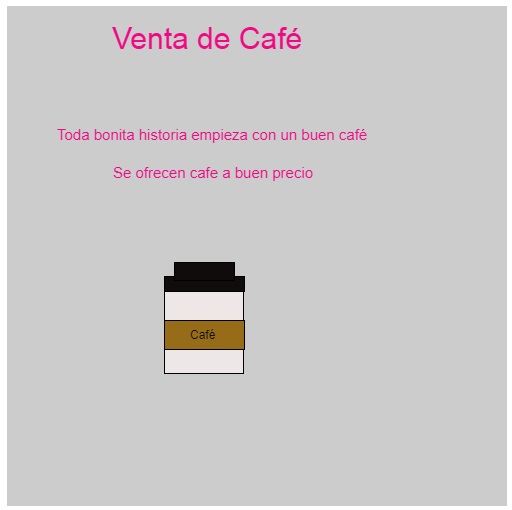 Venta de Café
Toda bonita historia empieza con un buen café
Se ofrecen cafe a buen precio
Café